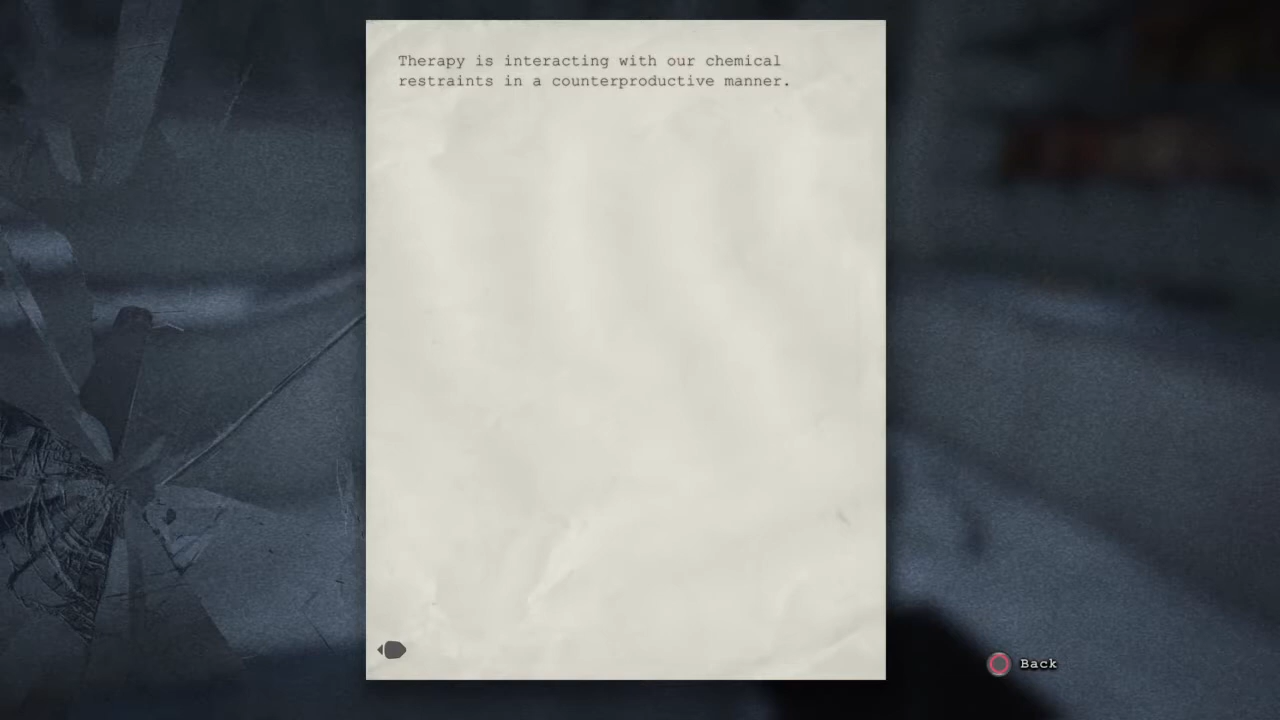 Therapy is interacting with our chemical
restraints in a counterproductive manner.
Back